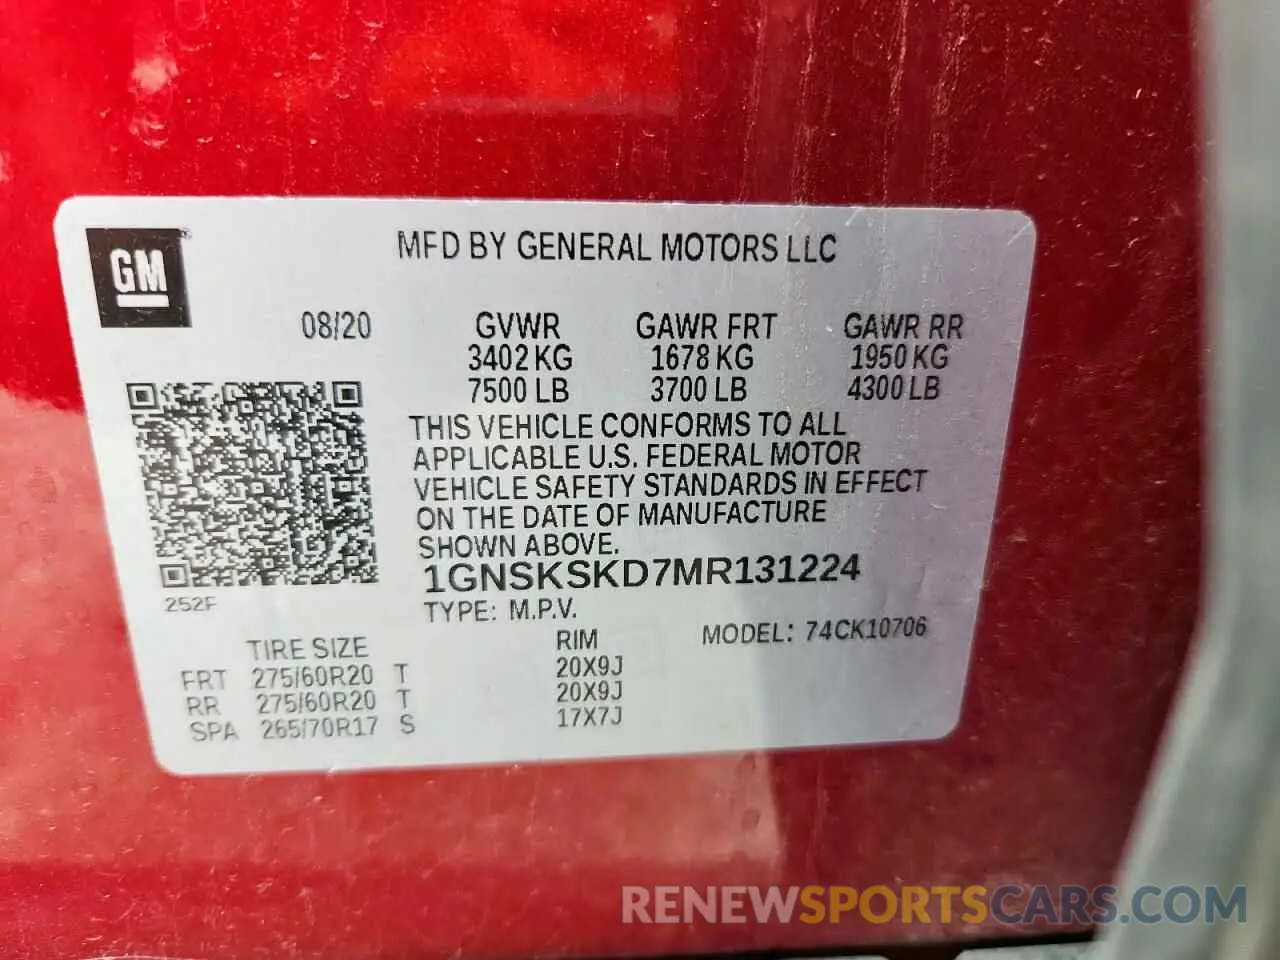 GM
MFD BY GENERAL MOTORS LLC
08/20 GVWR GAWR FRT GAWR RR
3402 KG 1678 KG 1950 KG
7500 LB 3700 LB 4300 LB
THIS VEHICLE CONFORMS TO ALL
APPLICABLE U.S. FEDERAL MOTOR
VEHICLE SAFETY STANDARDS IN EFFECT
ON THE DATE OF MANUFACTURE
SHOWN ABOVE.
1GNSKSKD7MR131224
252F
TYPE: M.P.V.
MODEL: 74CK10706
TIRE SIZE RIM
FRT 275/60R20 T 20X9J
RR 275/60R20 T 20X9J
SPA 265/70R17 S 17X7J
RENEWSPORTSCARS.COM